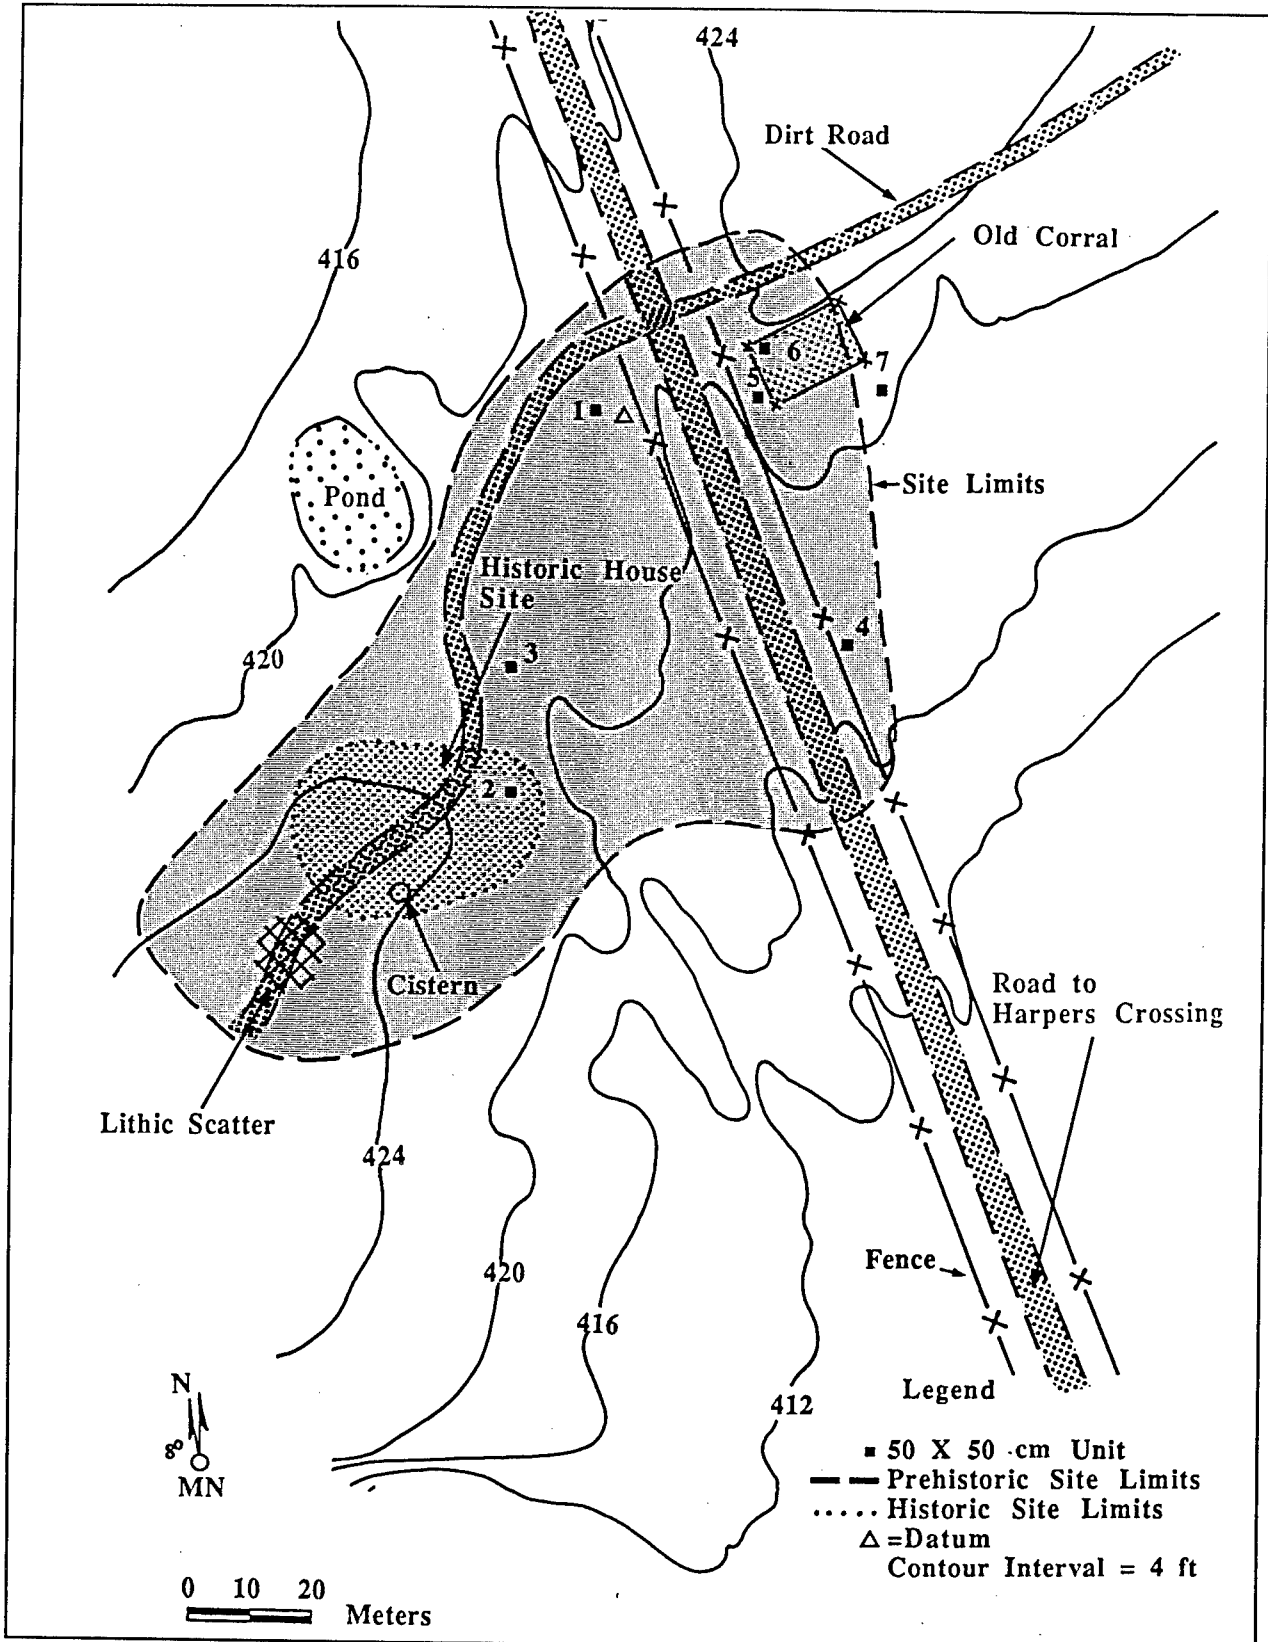 424
Dirt Road
Old Corral
416
6
7
5
1
Site Limits
Pond
Historic House
Site
4
3
420
2
Cistern
Road to
Harpers Crossing
Lithic Scatter
424
Fence
420
416
412
Legend
N
8°
MN
50 X 50 cm Unit
Prehistoric Site Limits
Historic Site Limits
=Datum
Contour Interval = 4 ft
0 10 20
Meters